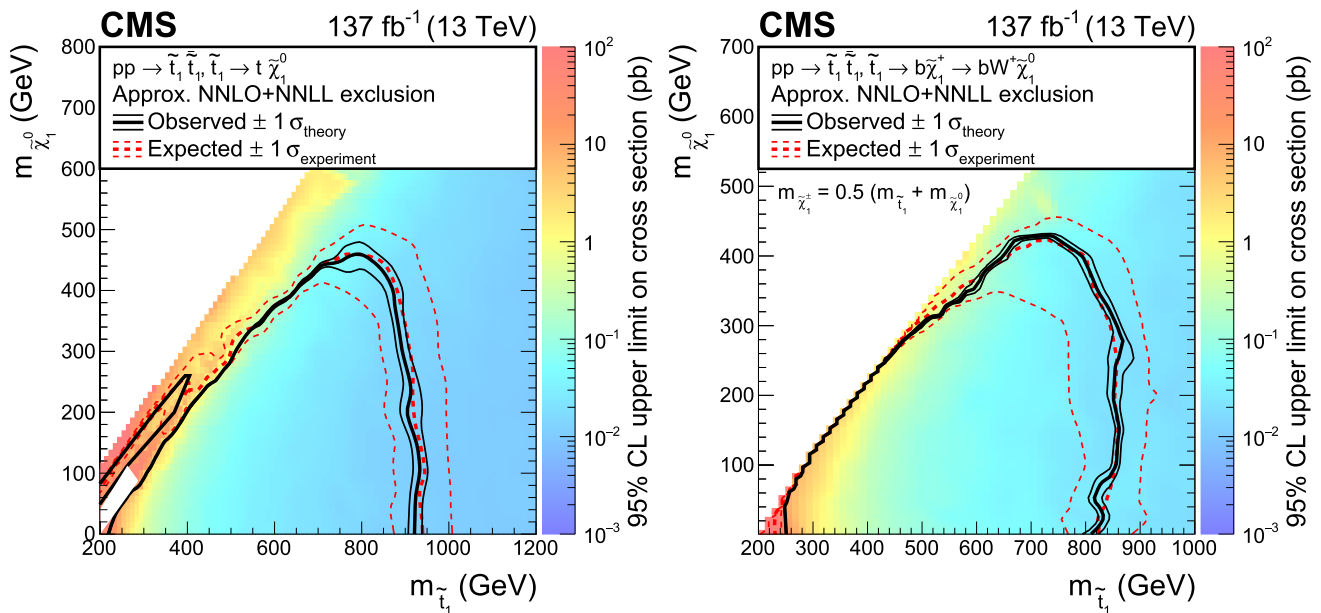 CMS 137 fb⁻¹ (13 TeV)
pp → t̃₁ t̃̄₁, t̃₁ → t χ̃₁⁰
Approx. NNLO+NNLL exclusion
Observed ± 1 σtheory
Expected ± 1 σexperiment
mχ̃₁⁰ (GeV)
800
700
600
500
400
300
200
100
0
200 400 600 800 1000 1200
m t̃₁ (GeV)
10²
10
1
10⁻¹
10⁻²
10⁻³
95% CL upper limit on cross section (pb)
CMS 137 fb⁻¹ (13 TeV)
pp → t̃₁ t̃̄₁, t̃₁ → bχ̃₁⁺ → bW⁺χ̃₁⁰
Approx. NNLO+NNLL exclusion
Observed ± 1 σtheory
Expected ± 1 σexperiment
mχ̃₁± = 0.5 (m t̃₁ + mχ̃₁⁰)
mχ̃₁⁰ (GeV)
700
600
500
400
300
200
100
200 300 400 500 600 700 800 900 1000
m t̃₁ (GeV)
10²
10
1
10⁻¹
10⁻²
10⁻³
95% CL upper limit on cross section (pb)